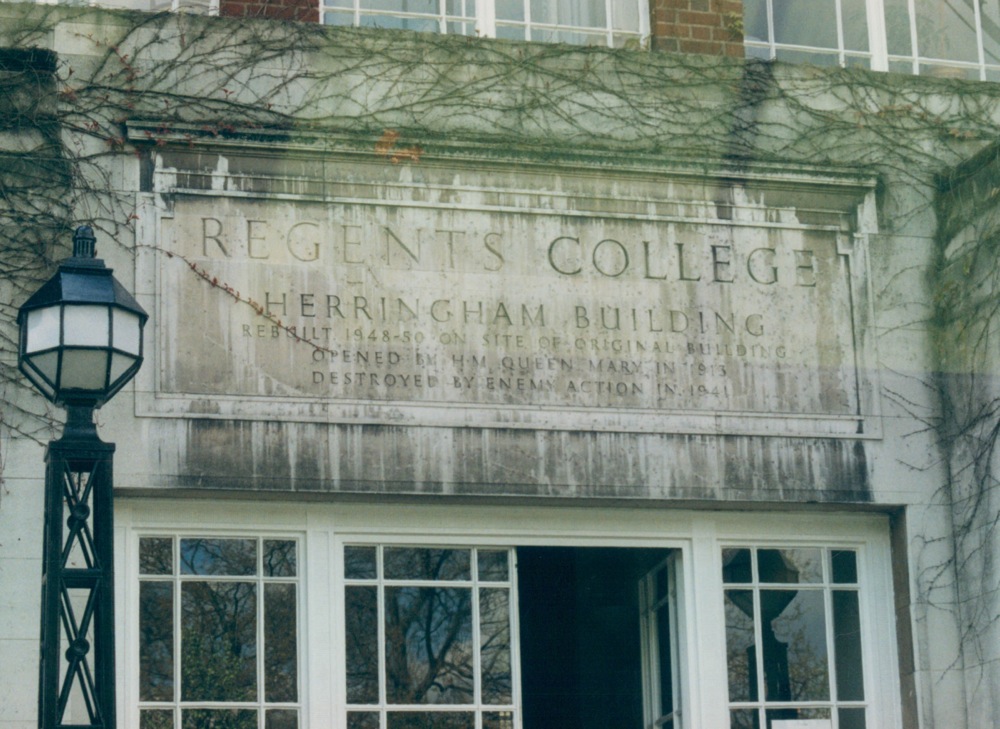 REGENTS COLLEGE
HERRINGHAM BUILDING
REBUILT 1948-50 ON SITE OF ORIGINAL BUILDING
OPENED BY H·M· QUEEN MARY IN 1913
DESTROYED BY ENEMY ACTION IN 1941